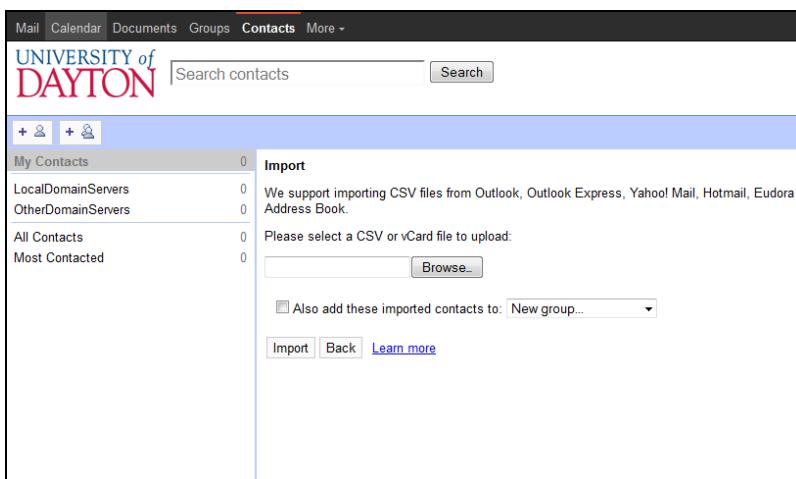 Mail Calendar Documents Groups Contacts More
UNIVERSITY of
DAYTON
Search contacts
Search
+ +
My Contacts 0
LocalDomainServers 0
OtherDomainServers 0
All Contacts 0
Most Contacted 0
Import
We support importing CSV files from Outlook, Outlook Express, Yahoo! Mail, Hotmail, Eudora
Address Book.
Please select a CSV or vCard file to upload:
Browse...
Also add these imported contacts to: New group...
Import Back Learn more